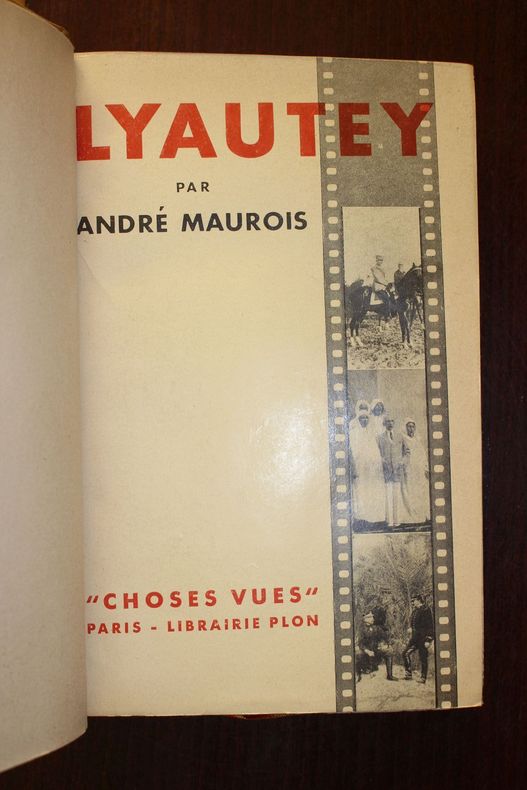 LYAUTEY
PAR
ANDRÉ MAUROIS
"CHOSES VUES"
PARIS - LIBRAIRIE PLON